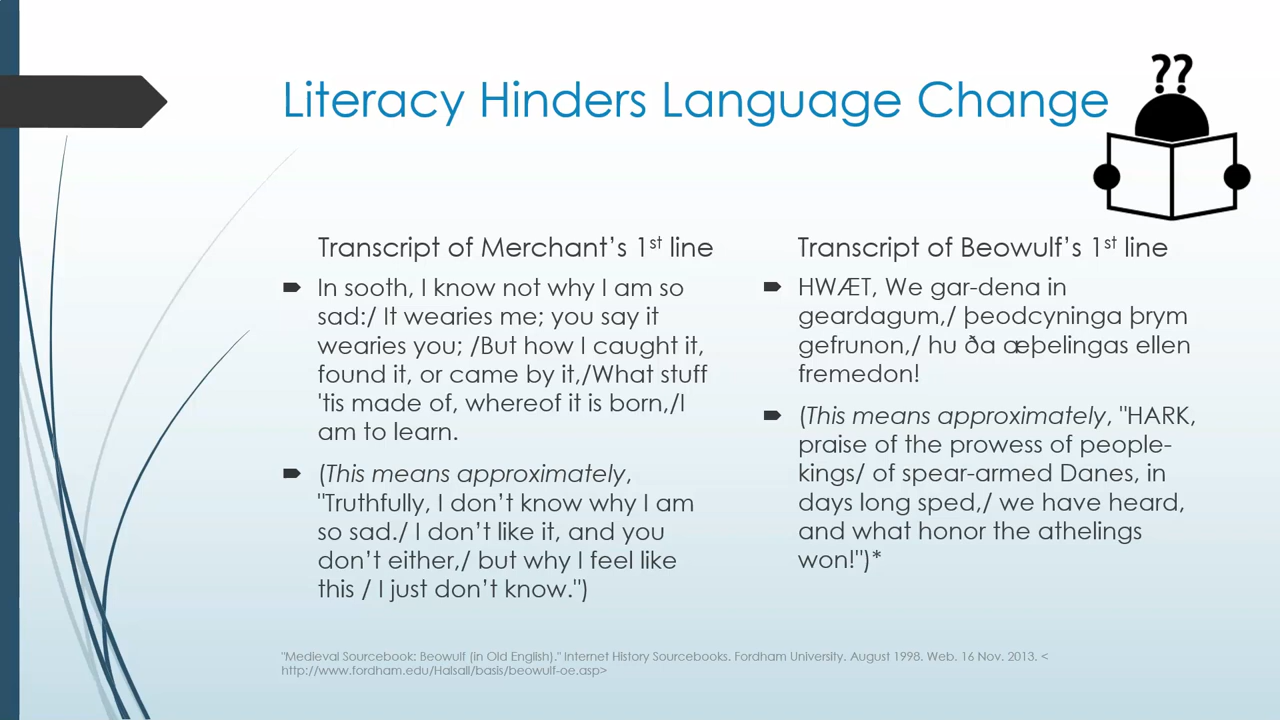 ??
Literacy Hinders Language Change
Transcript of Merchant’s 1st line
In sooth, I know not why I am so
sad:/ It wearies me; you say it
wearies you; /But how I caught it,
found it, or came by it,/What stuff
'tis made of, whereof it is born,/I
am to learn.
(This means approximately,
"Truthfully, I don’t know why I am
so sad./ I don’t like it, and you
don’t either,/ but why I feel like
this / I just don’t know.")
Transcript of Beowulf’s 1st line
HWÆT, We gar-dena in
geardagum,/ þeodcyninga þrym
gefrunon,/ hu ða æþelingas ellen
fremedon!
(This means approximately, "HARK,
praise of the prowess of people-
kings/ of spear-armed Danes, in
days long sped,/ we have heard,
and what honor the athelings
won!")*
"Medieval Sourcebook: Beowulf (in Old English)." Internet History Sourcebooks. Fordham University. August 1998. Web. 16 Nov. 2013. <
http://www.fordham.edu/Halsall/basis/beowulf-oe.asp>